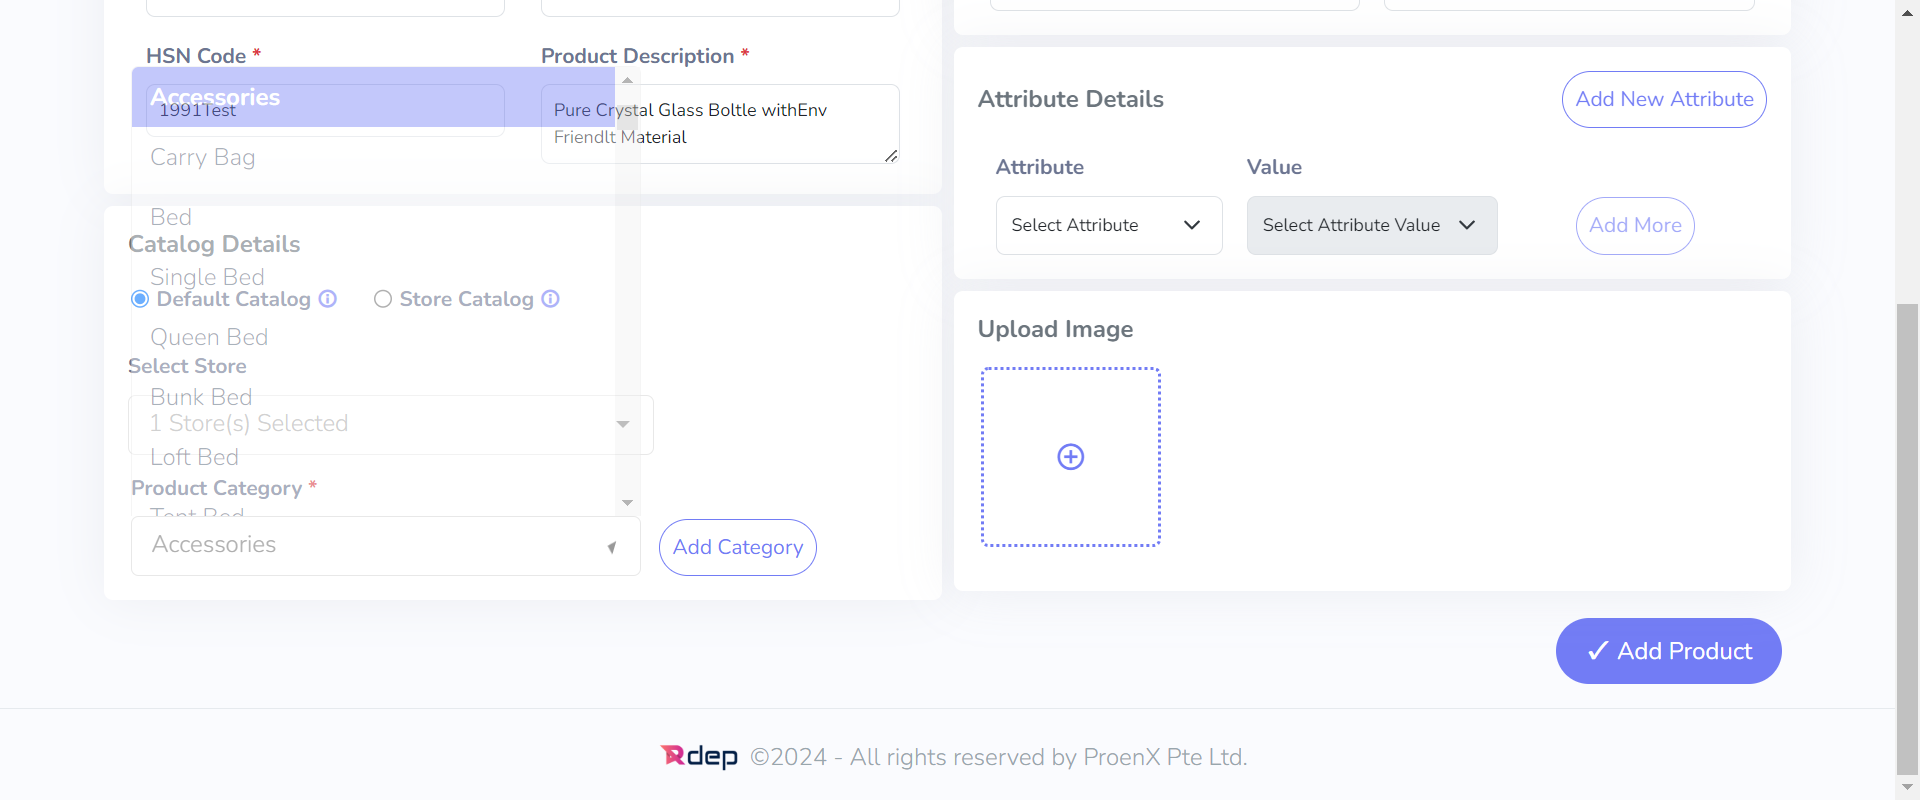 HSN Code *
Product Description *
Accessories
1991Test
Pure Crystal Glass Boltle withEnv
Friendlt Material
Carry Bag
Bed
Catalog Details
Single Bed
Default Catalog
Store Catalog
Queen Bed
Select Store
Bunk Bed
1 Store(s) Selected
Loft Bed
Product Category *
Tent Bed
Accessories
Add Category
Attribute Details
Add New Attribute
Attribute
Value
Select Attribute
Select Attribute Value
Add More
Upload Image
✓ Add Product
Rdep ©2024 - All rights reserved by ProenX Pte Ltd.